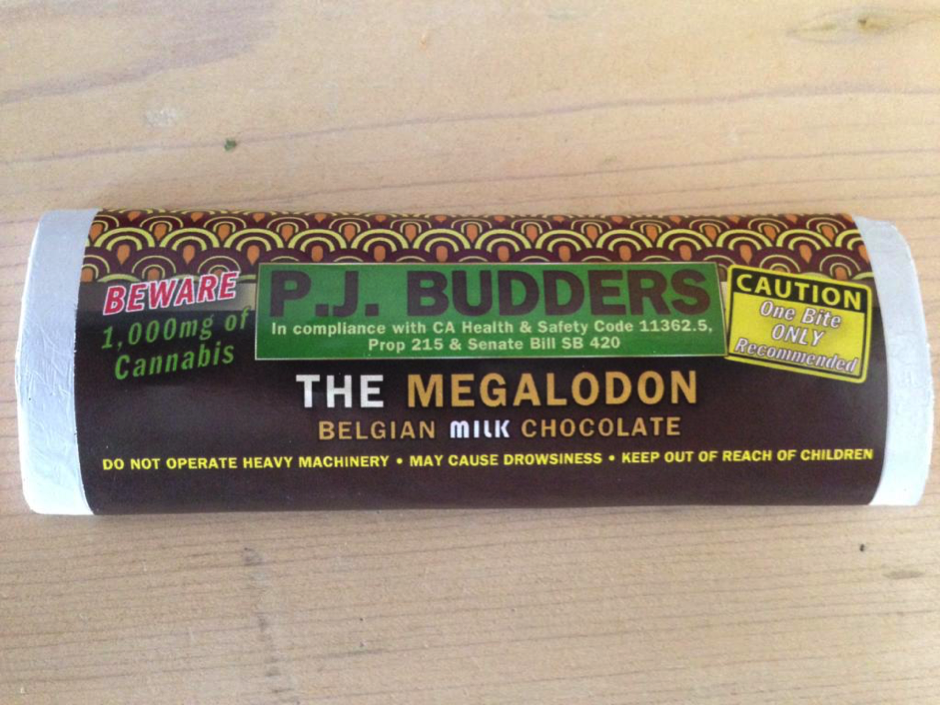 BEWARE
1,000mg of
Cannabis
P.J. BUDDERS
In compliance with CA Health & Safety Code 11362.5,
Prop 215 & Senate Bill SB 420
CAUTION
One Bite
ONLY
Recommended
THE MEGALODON
BELGIAN MILK CHOCOLATE
DO NOT OPERATE HEAVY MACHINERY • MAY CAUSE DROWSINESS • KEEP OUT OF REACH OF CHILDREN